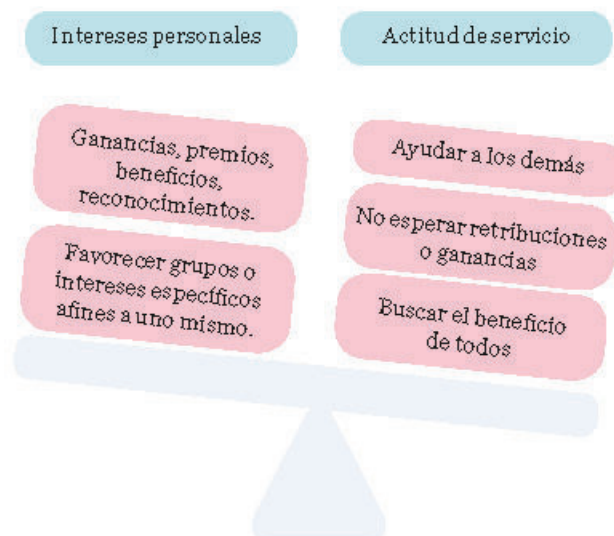 Intereses personales
Actitud de servicio
Ganancias, premios,
beneficios,
reconocimientos.
Favorecer grupos o
intereses específicos
afines a uno mismo.
Ayudar a los demás
No esperar retribuciones
o ganancias
Buscar el beneficio
de todos